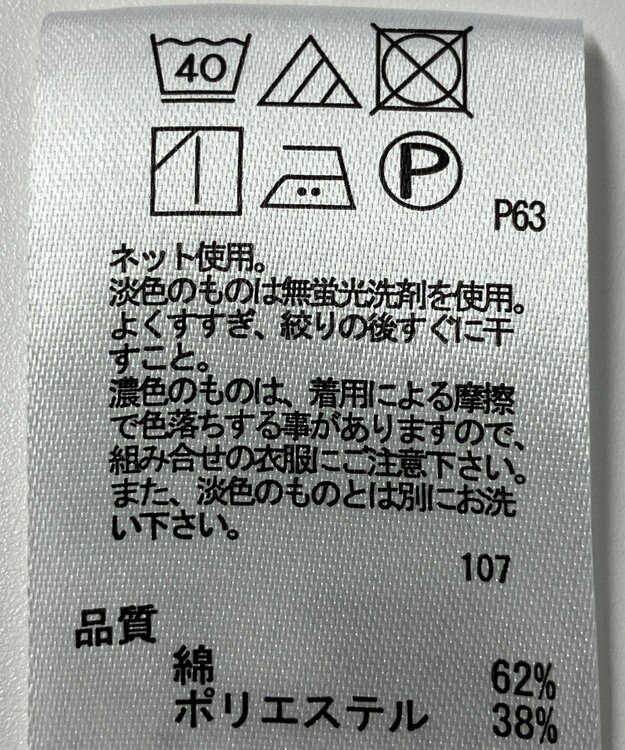 40
P
P63
ネット使用。
淡色のものは無蛍光洗剤を使用。
よくすすぎ、絞りの後すぐに干
すこと。
濃色のものは、着用による摩擦
で色落ちする事がありますので、
組み合せの衣服にご注意下さい。
また、淡色のものとは別にお洗
い下さい。
107
品質
綿 62%
ポリエステル 38%